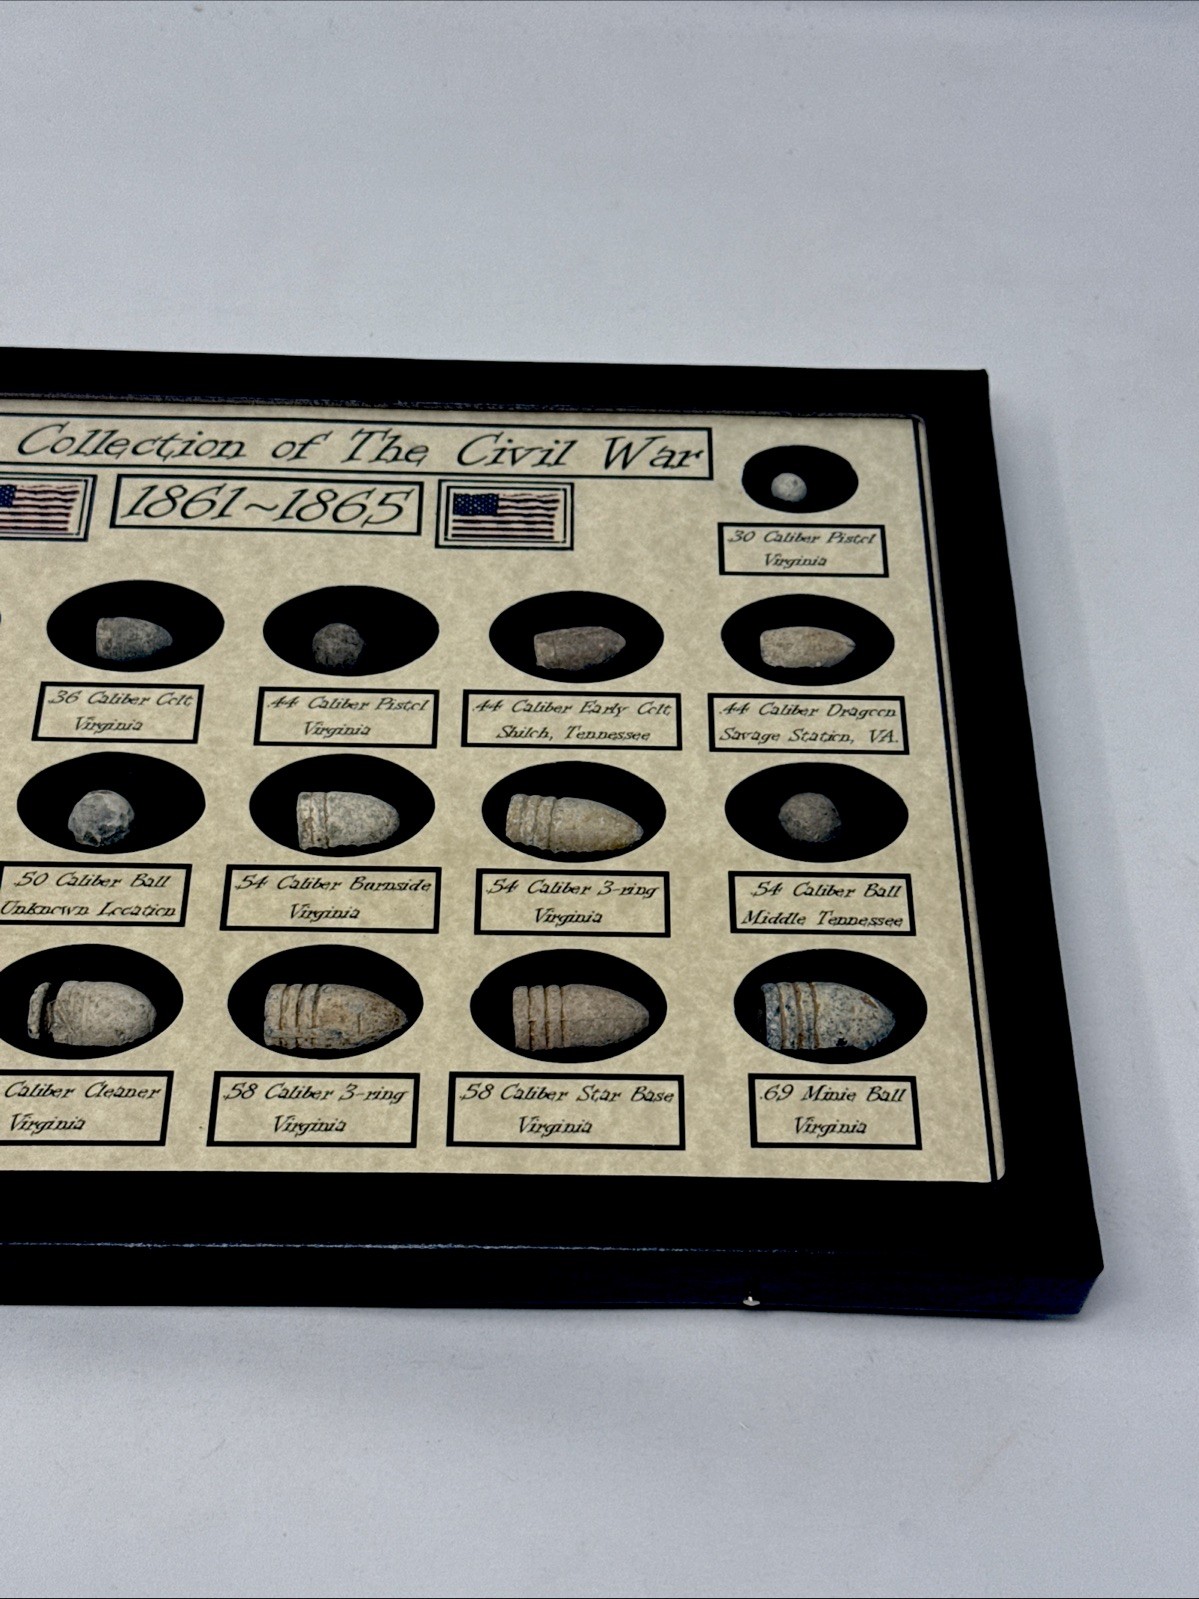 Collection of The Civil War
1861~1865
.30 Caliber Pistol
Virginia
.36 Caliber Colt
Virginia
.44 Caliber Pistol
Virginia
.44 Caliber Early Colt
Shiloh, Tennessee
.44 Caliber Dragoon
Savage Station, VA.
.50 Caliber Ball
Unknown Location
.54 Caliber Burnside
Virginia
.54 Caliber 3-ring
Virginia
.54 Caliber Ball
Middle Tennessee
Caliber Cleaner
Virginia
.58 Caliber 3-ring
Virginia
.58 Caliber Star Base
Virginia
.69 Minie Ball
Virginia